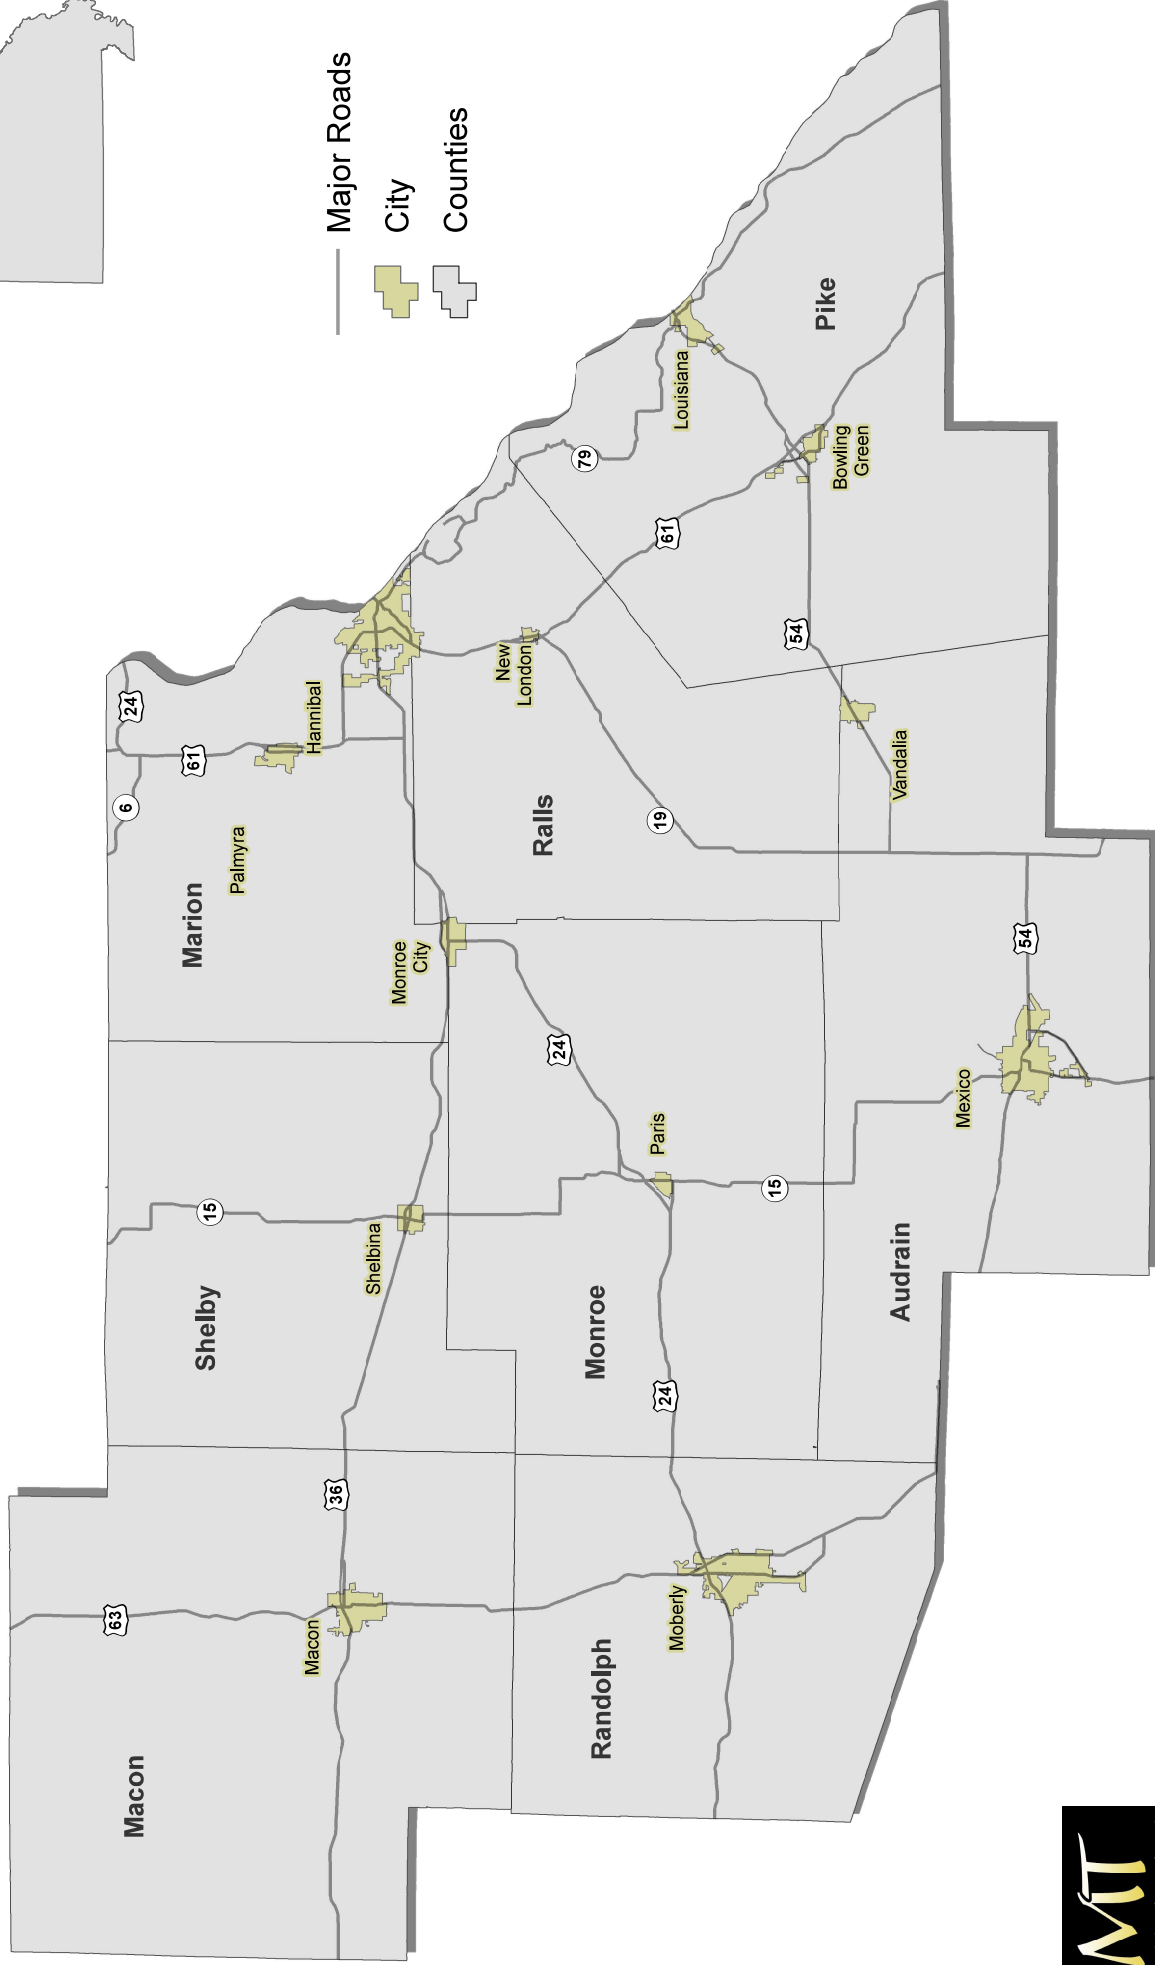 Major Roads
City
Counties
Macon
63
Macon
36
Shelby
15
Shelbina
Marion
Palmyra
6
61
24
Hannibal
Monroe
City
Randolph
Moberly
Monroe
24
Paris
24
15
Ralls
New
London
19
61
79
Louisiana
Pike
Bowling
Green
54
Vandalia
Audrain
Mexico
54
MT